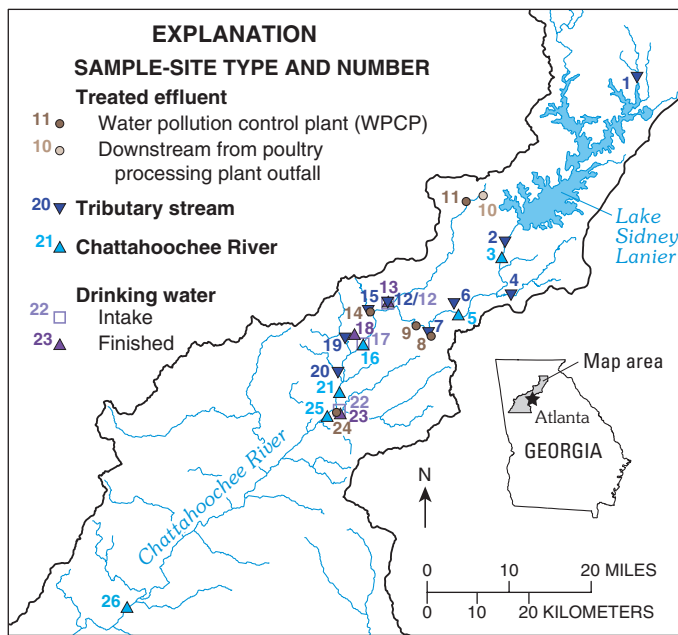 EXPLANATION
SAMPLE-SITE TYPE AND NUMBER
Treated effluent
11 Water pollution control plant (WPCP)
10 Downstream from poultry
processing plant outfall
20 Tributary stream
21 Chattahoochee River
Drinking water
22 Intake
23 Finished
1
11
10
Lake
Sidney
Lanier
2
3
4
13
15
12/12
6
14
5
18
9
7
17
8
19
16
20
21
22
25
23
24
Map area
Atlanta
GEORGIA
Chattahoochee River
N
0 10 20 MILES
0 10 20 KILOMETERS
26